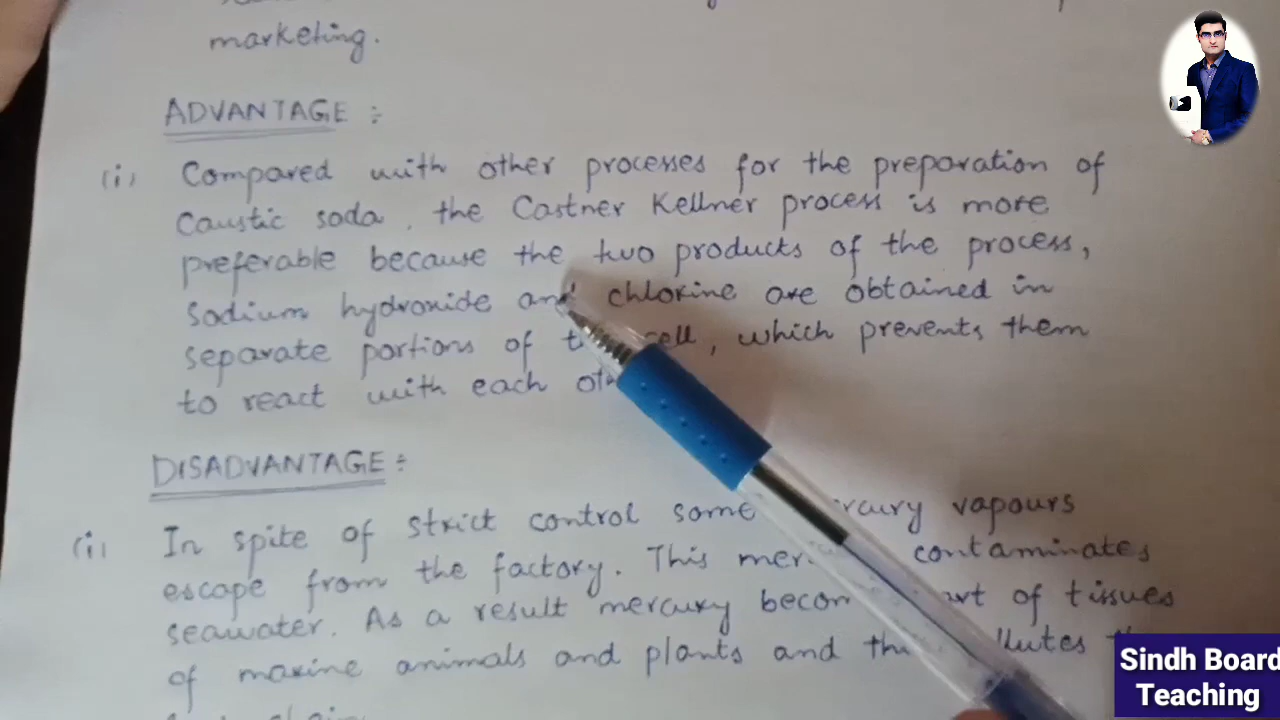 marketing.
ADVANTAGE :
(i) Compared with other processes for the preparation of
Caustic soda, the Castner Kellner process is more
preferable because the two products of the process,
Sodium hydroxide and chlorine are obtained in
separate portions of cell, which prevents them
to react with each
DISADVANTAGE :
(i) In spite of strict control some vapours
escape from the factory. This contaminates
seawater. As a result mercury of tissues
of marine animals and plants and
Sindh Board
Teaching